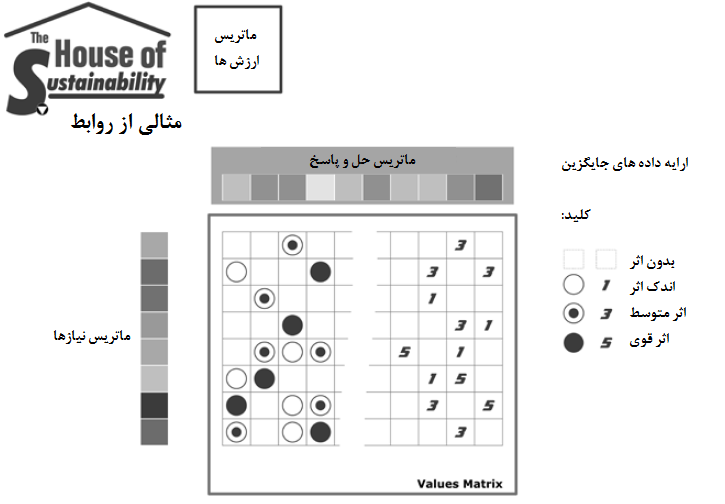 The
House of
Sustainability
ماتریس
ارزش ها
مثالی از روابط
ماتریس حل و پاسخ
ارایه داده های جایگزین
کلید:
بدون اثر
1 اندک اثر
3 اثر متوسط
5 اثر قوی
ماتریس نیازها
3
3 3
1
3 1
5 1
1 5
3 5
3
Values Matrix